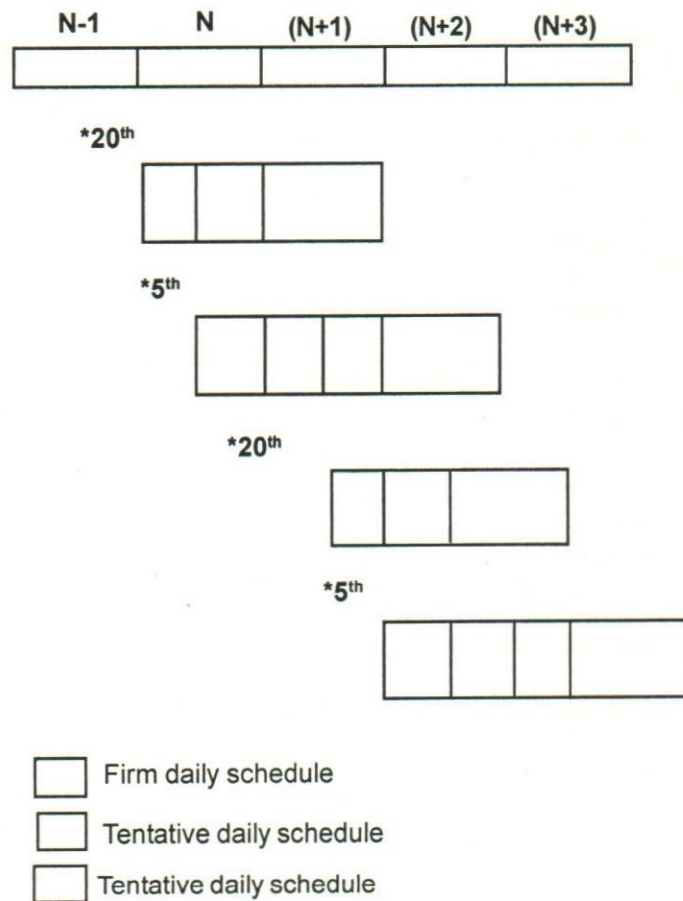 N-1 N (N+1) (N+2) (N+3)
*20th
*5th
*20th
*5th
Firm daily schedule
Tentative daily schedule
Tentative daily schedule